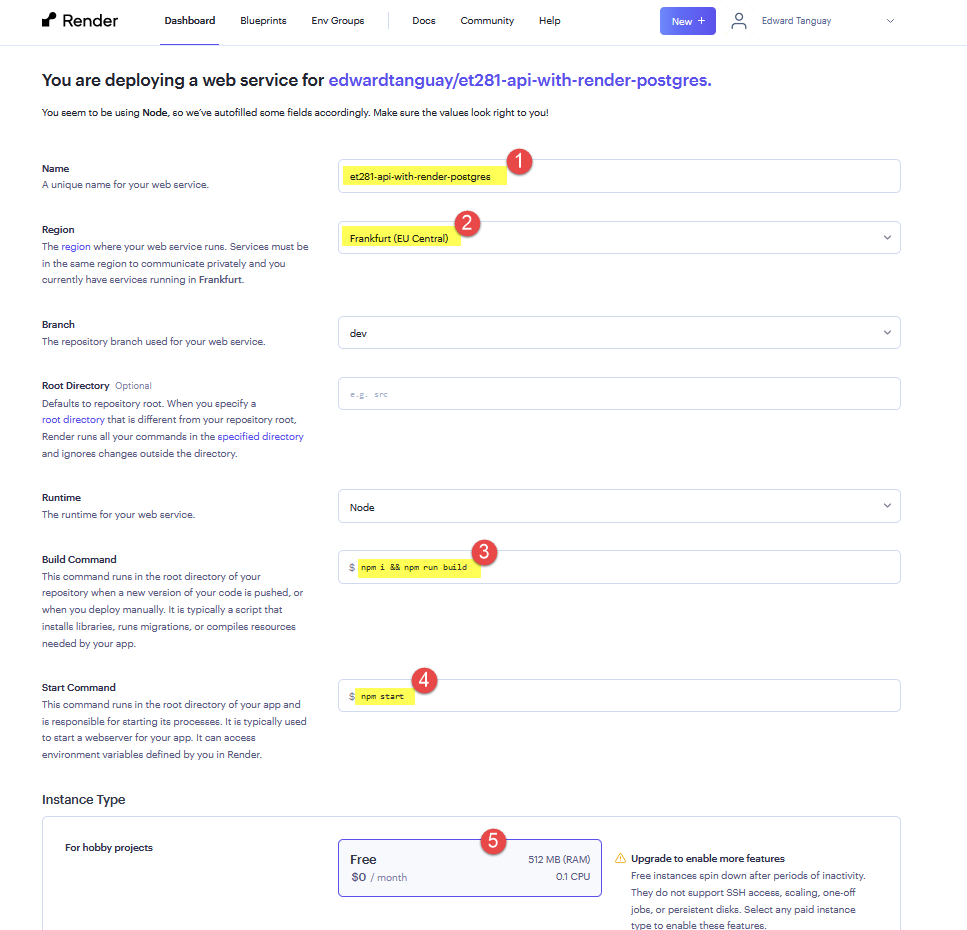 Render
Dashboard
Blueprints
Env Groups
Docs
Community
Help
New +
Edward Tanguay
You are deploying a web service for edwardtanguay/et281-api-with-render-postgres.
You seem to be using Node, so we've autofilled some fields accordingly. Make sure the values look right to you!
Name
A unique name for your web service.
et281-api-with-render-postgres
1
Region
The region where your web service runs. Services must be
in the same region to communicate privately and you
currently have services running in Frankfurt.
Frankfurt (EU Central)
2
Branch
The repository branch used for your web service.
dev
Root Directory Optional
Defaults to repository root. When you specify a
root directory that is different from your repository root,
Render runs all your commands in the specified directory
and ignores changes outside the directory.
e.g. src
Runtime
The runtime for your web service.
Node
Build Command
This command runs in the root directory of your
repository when a new version of your code is pushed, or
when you deploy manually. It is typically a script that
installs libraries, runs migrations, or compiles resources
needed by your app.
$ npm i && npm run build
3
Start Command
This command runs in the root directory of your app and
is responsible for starting its processes. It is typically used
to start a webserver for your app. It can access
environment variables defined by you in Render.
$ npm start
4
Instance Type
For hobby projects
5
Free
512 MB (RAM)
$0 / month
0.1 CPU
Upgrade to enable more features
Free instances spin down after periods of inactivity.
They do not support SSH access, scaling, one-off
jobs, or persistent disks. Select any paid instance
type to enable these features.